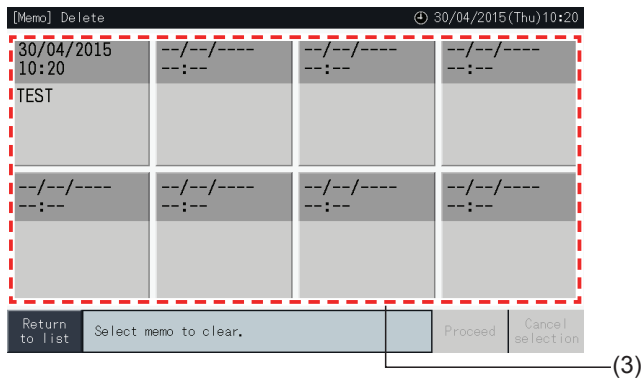 [Memo] Delete 30/04/2015(Thu)10:20
30/04/2015 --/--/---- --/--/---- --/--/----
10:20 --:-- --:-- --:--
TEST
--/--/---- --/--/---- --/--/---- --/--/----
--:-- --:-- --:-- --:--
Return to list
Select memo to clear.
Proceed
Cancel selection
(3)